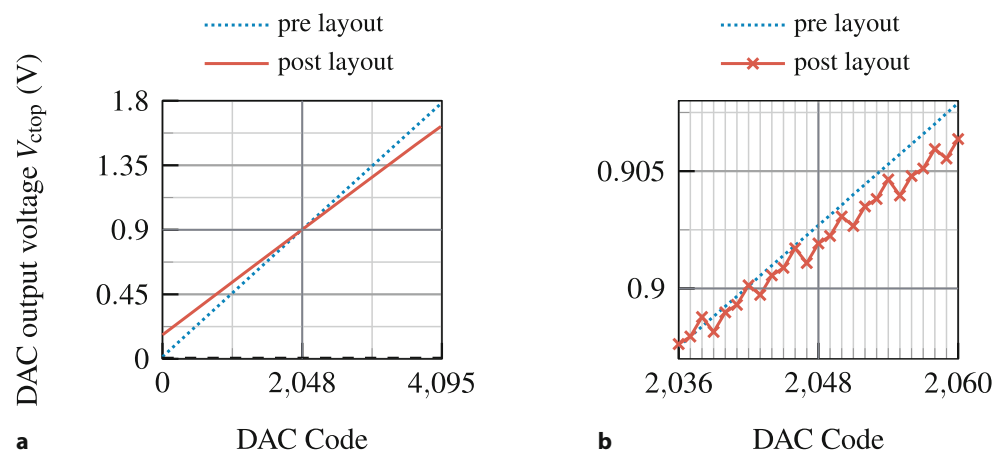 pre layout
post layout
DAC output voltage Vctop (V)
1.8
1.35
0.9
0.45
0
0 2,048 4,095
a DAC Code
pre layout
post layout
0.905
0.9
2,036 2,048 2,060
b DAC Code